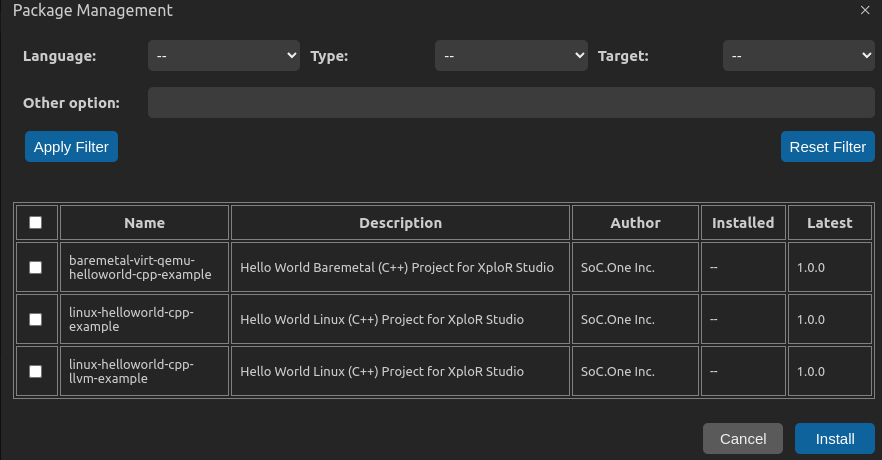 Package Management ×
Language: -- Type: -- Target: --
Other option:
Apply Filter Reset Filter
Name Description Author Installed Latest
baremetal-virt-qemu-
helloworld-cpp-example Hello World Baremetal (C++) Project for XploR Studio SoC.One Inc. -- 1.0.0
linux-helloworld-cpp-
example Hello World Linux (C++) Project for XploR Studio SoC.One Inc. -- 1.0.0
linux-helloworld-cpp-
llvm-example Hello World Linux (C++) Project for XploR Studio SoC.One Inc. -- 1.0.0
Cancel Install